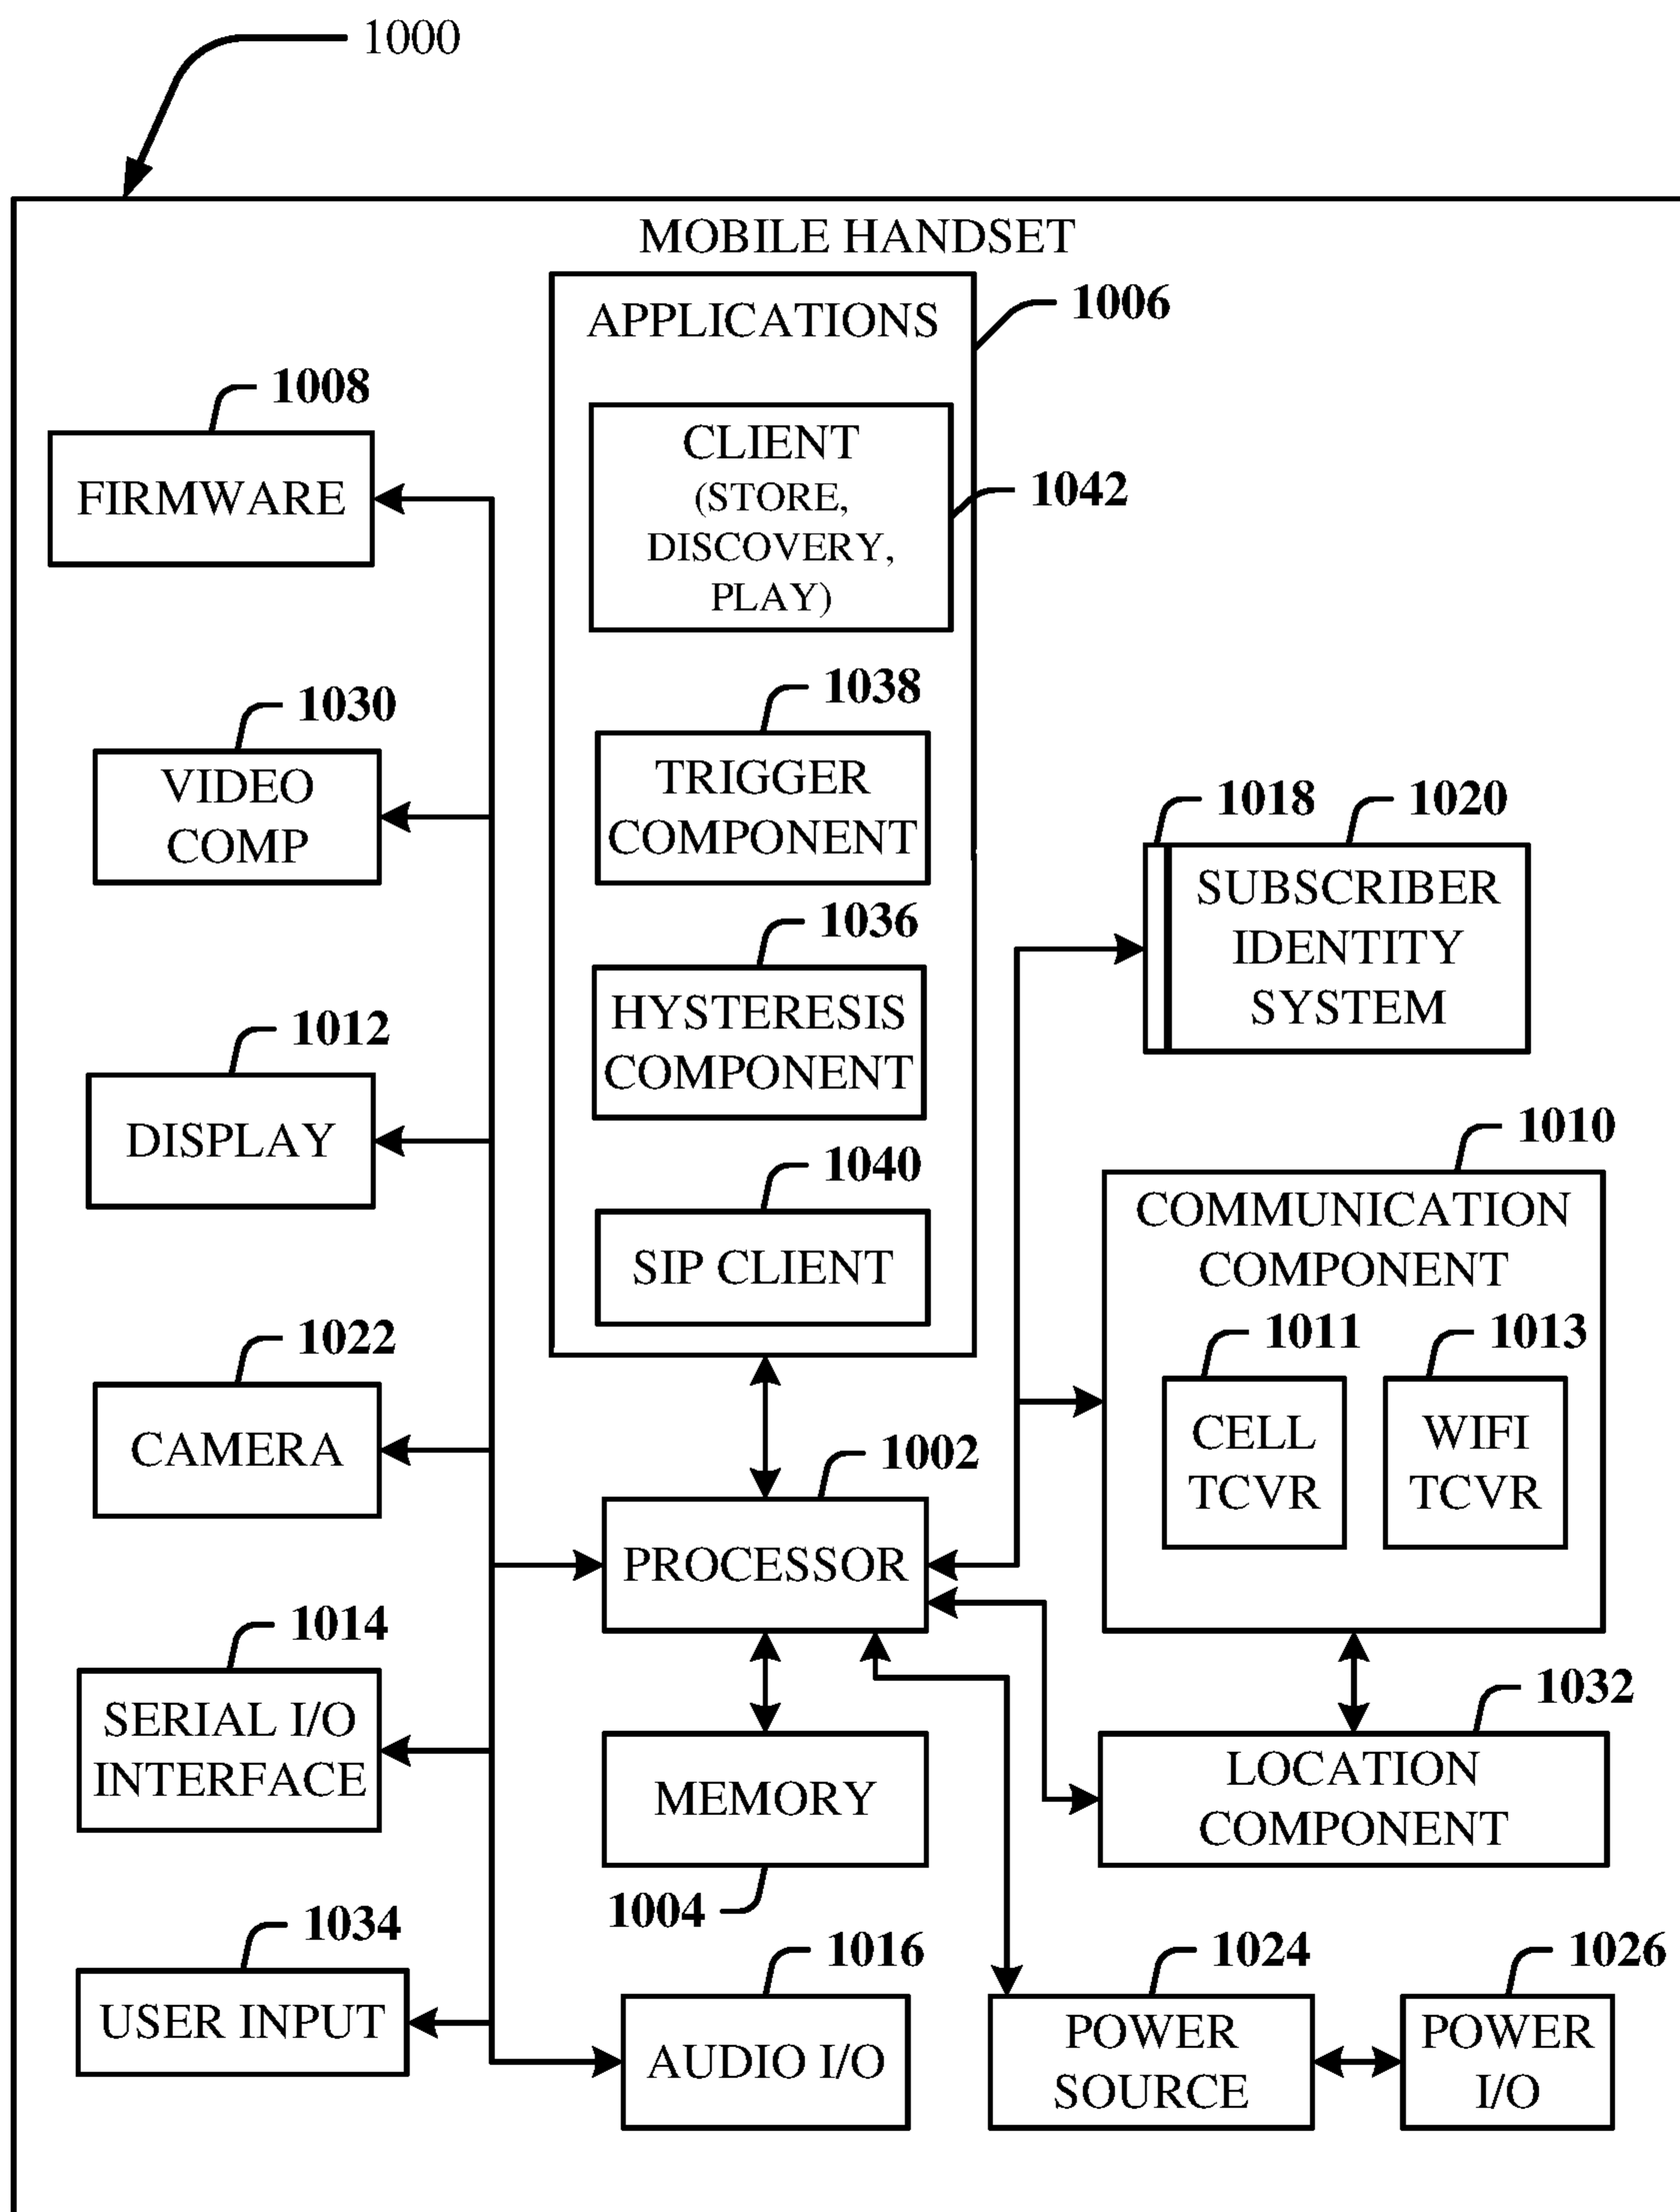 1000
MOBILE HANDSET
APPLICATIONS
1006
1008
FIRMWARE
CLIENT
(STORE,
DISCOVERY,
PLAY)
1042
1030
VIDEO
COMP
1038
TRIGGER
COMPONENT
1018
1020
SUBSCRIBER
IDENTITY
SYSTEM
1036
HYSTERESIS
COMPONENT
1012
DISPLAY
1040
SIP CLIENT
1010
COMMUNICATION
COMPONENT
1011
CELL
TCVR
1013
WIFI
TCVR
1022
CAMERA
1002
PROCESSOR
1014
SERIAL I/O
INTERFACE
MEMORY
1004
1032
LOCATION
COMPONENT
1034
USER INPUT
1016
AUDIO I/O
1024
POWER
SOURCE
1026
POWER
I/O